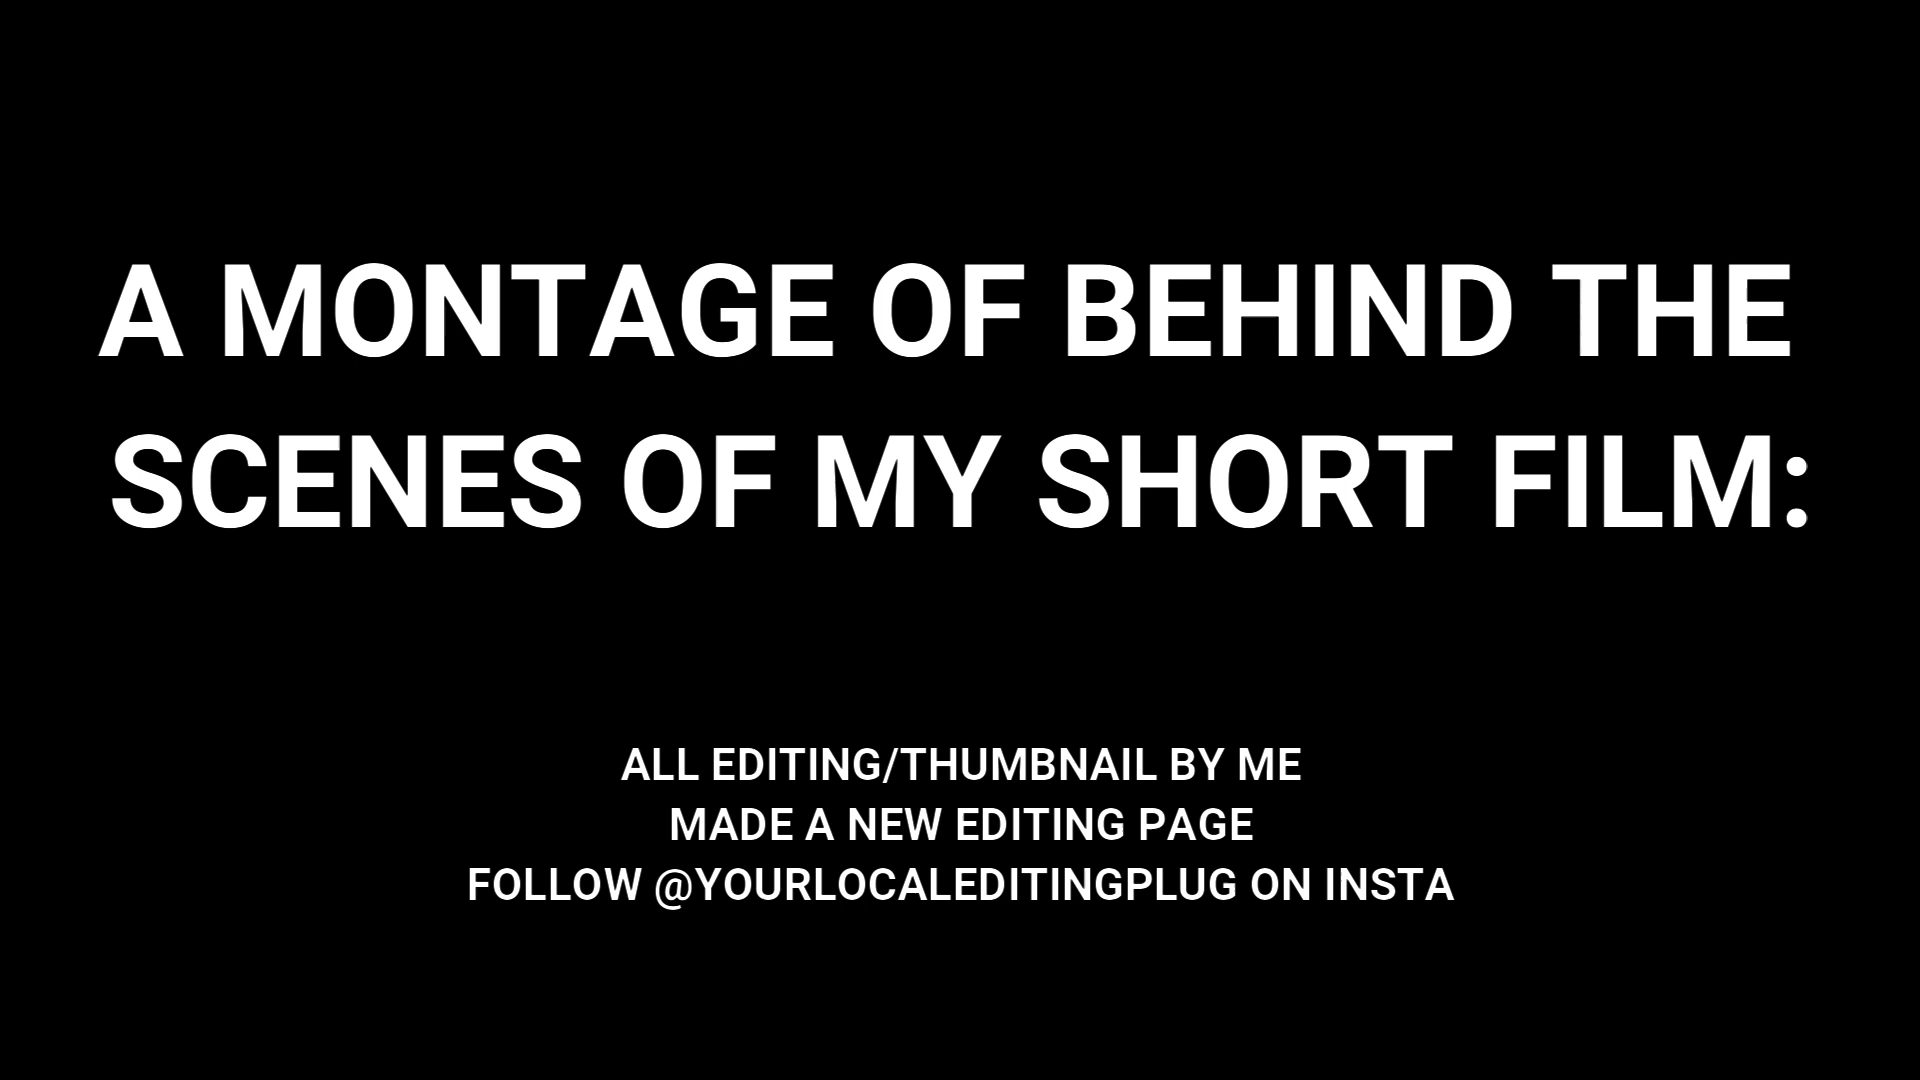 A MONTAGE OF BEHIND THE
SCENES OF MY SHORT FILM:
ALL EDITING/THUMBNAIL BY ME
MADE A NEW EDITING PAGE
FOLLOW @YOURLOCALEDITINGPLUG ON INSTA